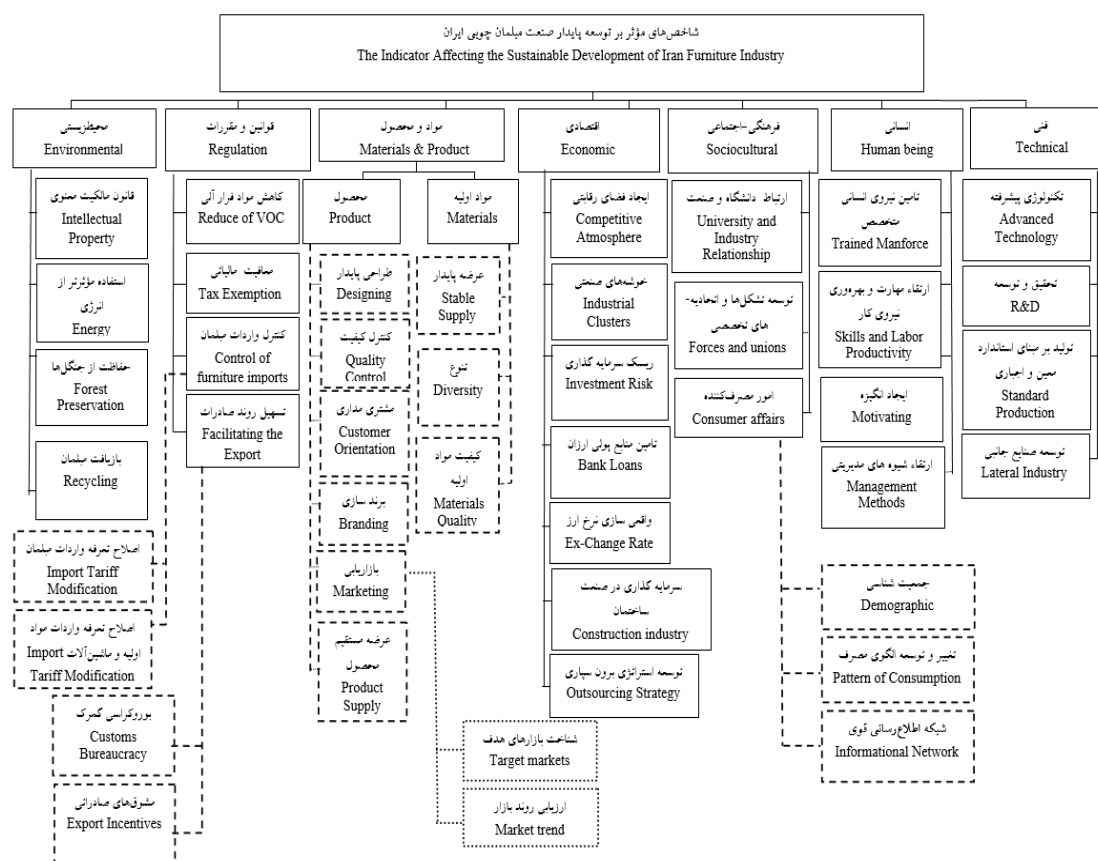 شاخص‌های مؤثر بر توسعه پایدار صنعت مبلمان چوبی ایران
The Indicator Affecting the Sustainable Development of Iran Furniture Industry
محیط‌زیستی
Environmental
قوانین و مقررات
Regulation
مواد و محصول
Materials & Product
اقتصادی
Economic
فرهنگی-اجتماعی
Sociocultural
انسانی
Human being
فنی
Technical
قانون مالکیت معنوی
Intellectual
Property
استفاده مؤثرتر از
انرژی
Energy
حفاظت از جنگل‌ها
Forest
Preservation
بازیافت مبلمان
Recycling
کاهش مواد فرار آلی
Reduce of VOC
معافیت مالیاتی
Tax Exemption
کنترل واردات مبلمان
Control of
furniture imports
تسهیل روند صادرات
Facilitating the
Export
اصلاح تعرفه واردات مبلمان
Import Tariff
Modification
اصلاح تعرفه واردات مواد
اولیه و ماشین‌آلات Import
Tariff Modification
بوروکراسی گمرک
Customs
Bureaucracy
مشوق‌های صادراتی
Export Incentives
محصول
Product
طراحی پایدار
Designing
کنترل کیفیت
Quality
Control
مشتری مداری
Customer
Orientation
برند سازی
Branding
بازاریابی
Marketing
عرضه مستقیم
محصول
Product
Supply
مواد اولیه
Materials
عرضه پایدار
Stable
Supply
تنوع
Diversity
کیفیت مواد
اولیه
Materials
Quality
شناخت بازارهای هدف
Target markets
ارزیابی روند بازار
Market trend
ایجاد فضای رقابتی
Competitive
Atmosphere
خوشه‌های صنعتی
Industrial
Clusters
ریسک سرمایه گذاری
Investment Risk
تامین منابع پولی ارزان
Bank Loans
واقعی سازی نرخ ارز
Ex-Change Rate
سرمایه گذاری در صنعت
ساختمان
Construction industry
توسعه استراتژی برون سپاری
Outsourcing Strategy
ارتباط دانشگاه و صنعت
University and
Industry
Relationship
توسعه تشکل‌ها و اتحادیه-
های تخصصی
Forces and unions
امور مصرف‌کننده
Consumer affairs
جمعیت شناسی
Demographic
تغییر و توسعه الگوی مصرف
Pattern of Consumption
شبکه اطلاع‌رسانی قوی
Informational Network
تامین نیروی انسانی
متخصص
Trained Manforce
ارتقاء مهارت و بهره‌وری
نیروی کار
Skills and Labor
Productivity
ایجاد انگیزه
Motivating
ارتقاء شیوه های مدیریتی
Management
Methods
تکنولوژی پیشرفته
Advanced
Technology
تحقیق و توسعه
R&D
تولید بر مبنای استاندارد
معین و اجباری
Standard
Production
توسعه صنایع جانبی
Lateral Industry